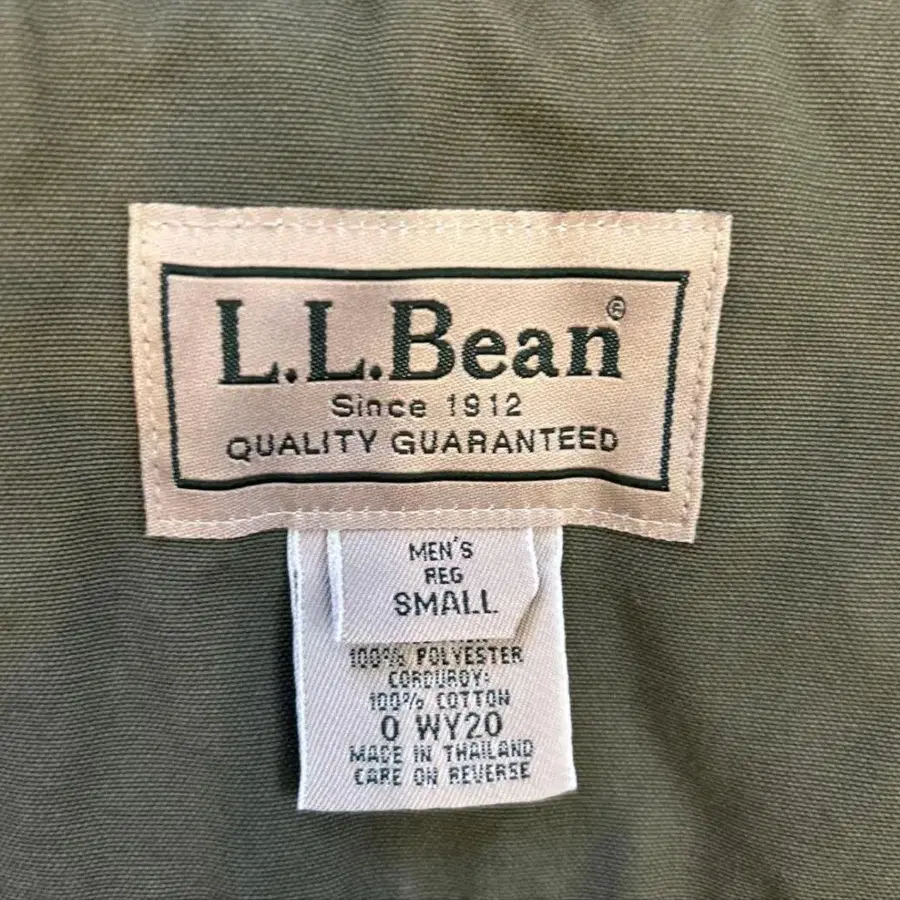 L.L.Bean®
Since 1912
QUALITY GUARANTEED
MEN'S
REG
SMALL
100% POLYESTER
CORDUROY:
100% COTTON
0 WY20
MADE IN THAILAND
CARE ON REVERSE